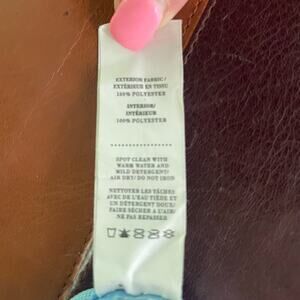 EXTERIOR FABRIC/
EXTÉRIEUR EN TISSU
100% POLYESTER
INTERIOR/
INTÉRIEUR
100% POLYESTER
SPOT CLEAN WITH
WARM WATER AND
MILD DETERGENT/
AIR DRY/ DO NOT IRON
NETTOYER LES TÂCHES
AVEC DE L'EAU TIÈDE ET
UN DÉTERGENT DOUX/
FAIRE SÉCHER A L'AIR/
NE PAS REPASSER